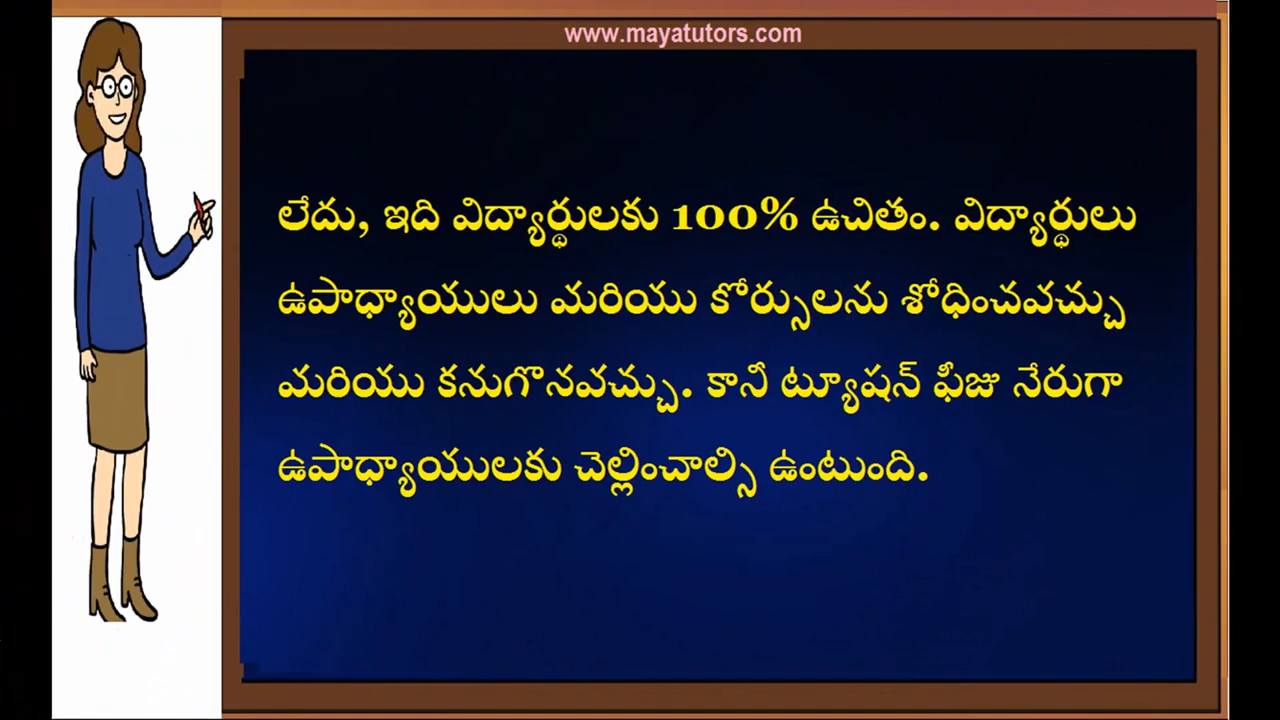 www.mayatutors.com
లేదు, ఇది విద్యార్థులకు 100% ఉచితం. విద్యార్థులు
ఉపాధ్యాయులు మరియు కోర్సులను శోధించవచ్చు
మరియు కనుగొనవచ్చు. కానీ ట్యూషన్ ఫీజు నేరుగా
ఉపాధ్యాయులకు చెల్లించాల్సి ఉంటుంది.